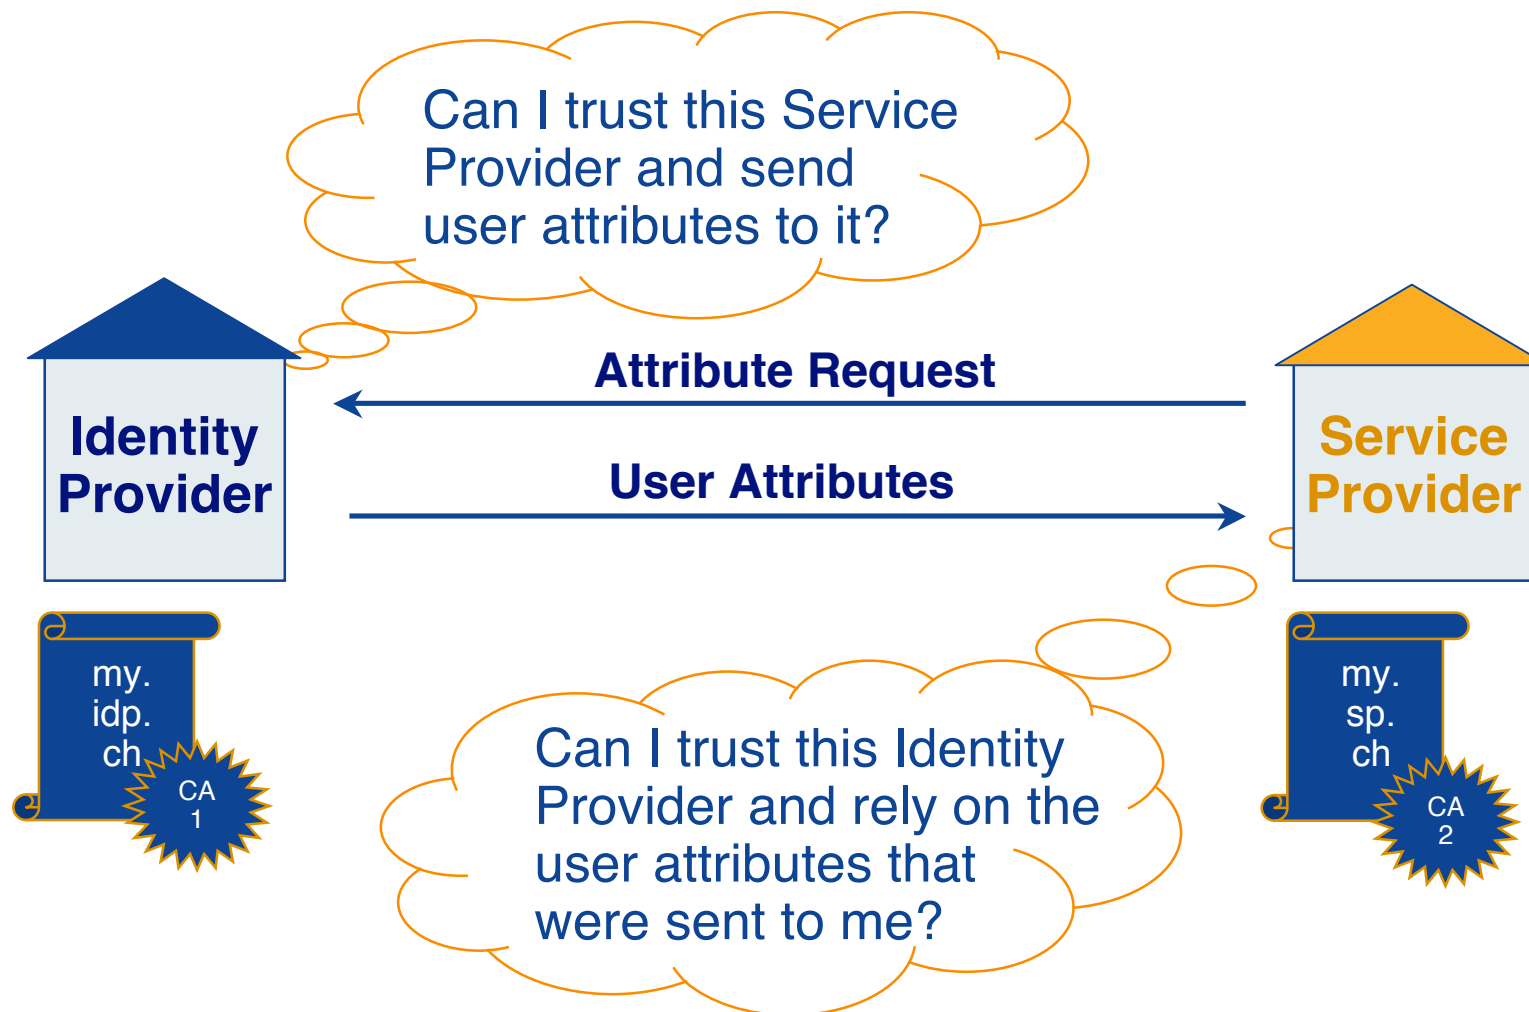 Can I trust this Service
Provider and send
user attributes to it?
Attribute Request
Identity
Provider
User Attributes
Service
Provider
my.
idp.
ch
CA
1
Can I trust this Identity
Provider and rely on the
user attributes that
were sent to me?
my.
sp.
ch
CA
2